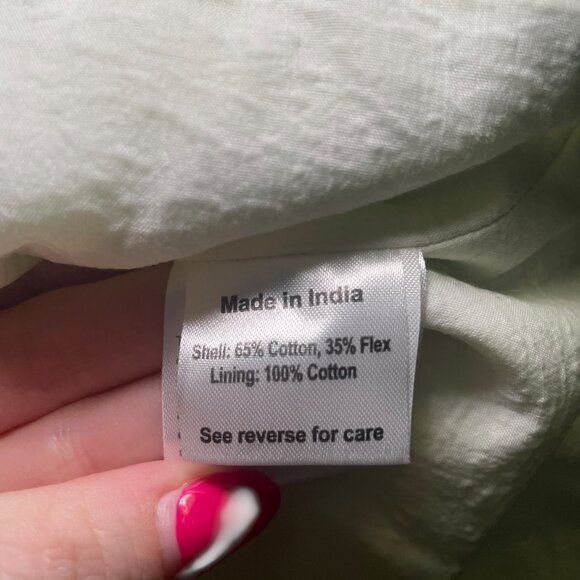 Made in India
Shell: 65% Cotton, 35% Flex
Lining: 100% Cotton
See reverse for care